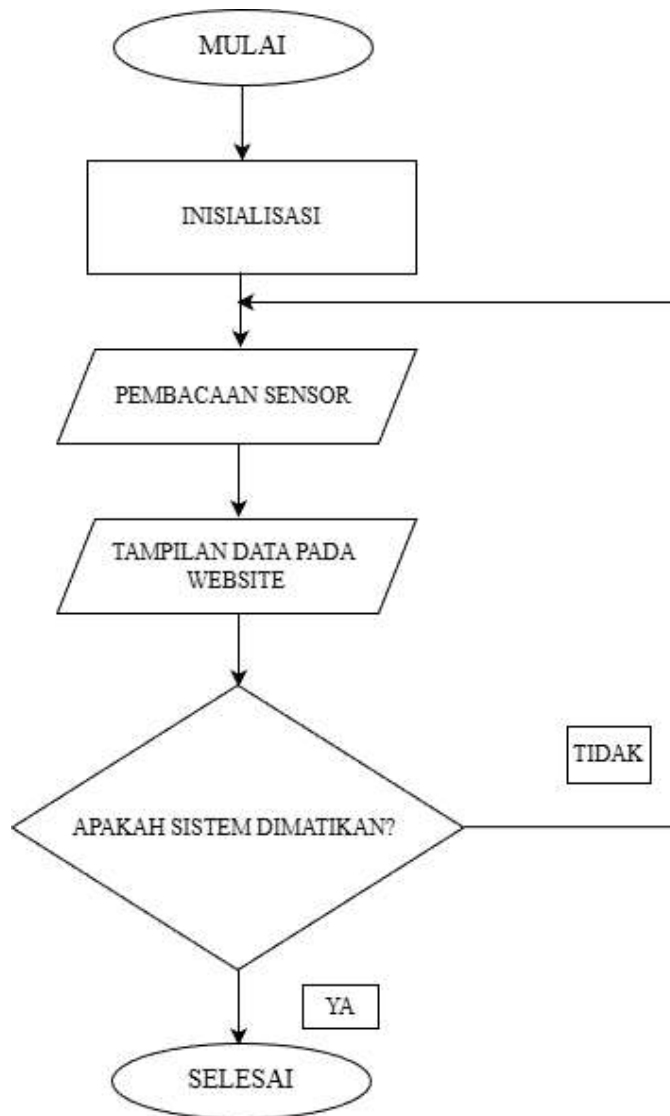 MULAI
INISIALISASI
PEMBACAAN SENSOR
TAMPILAN DATA PADA
WEBSITE
TIDAK
APAKAH SISTEM DIMATIKAN?
YA
SELESAI